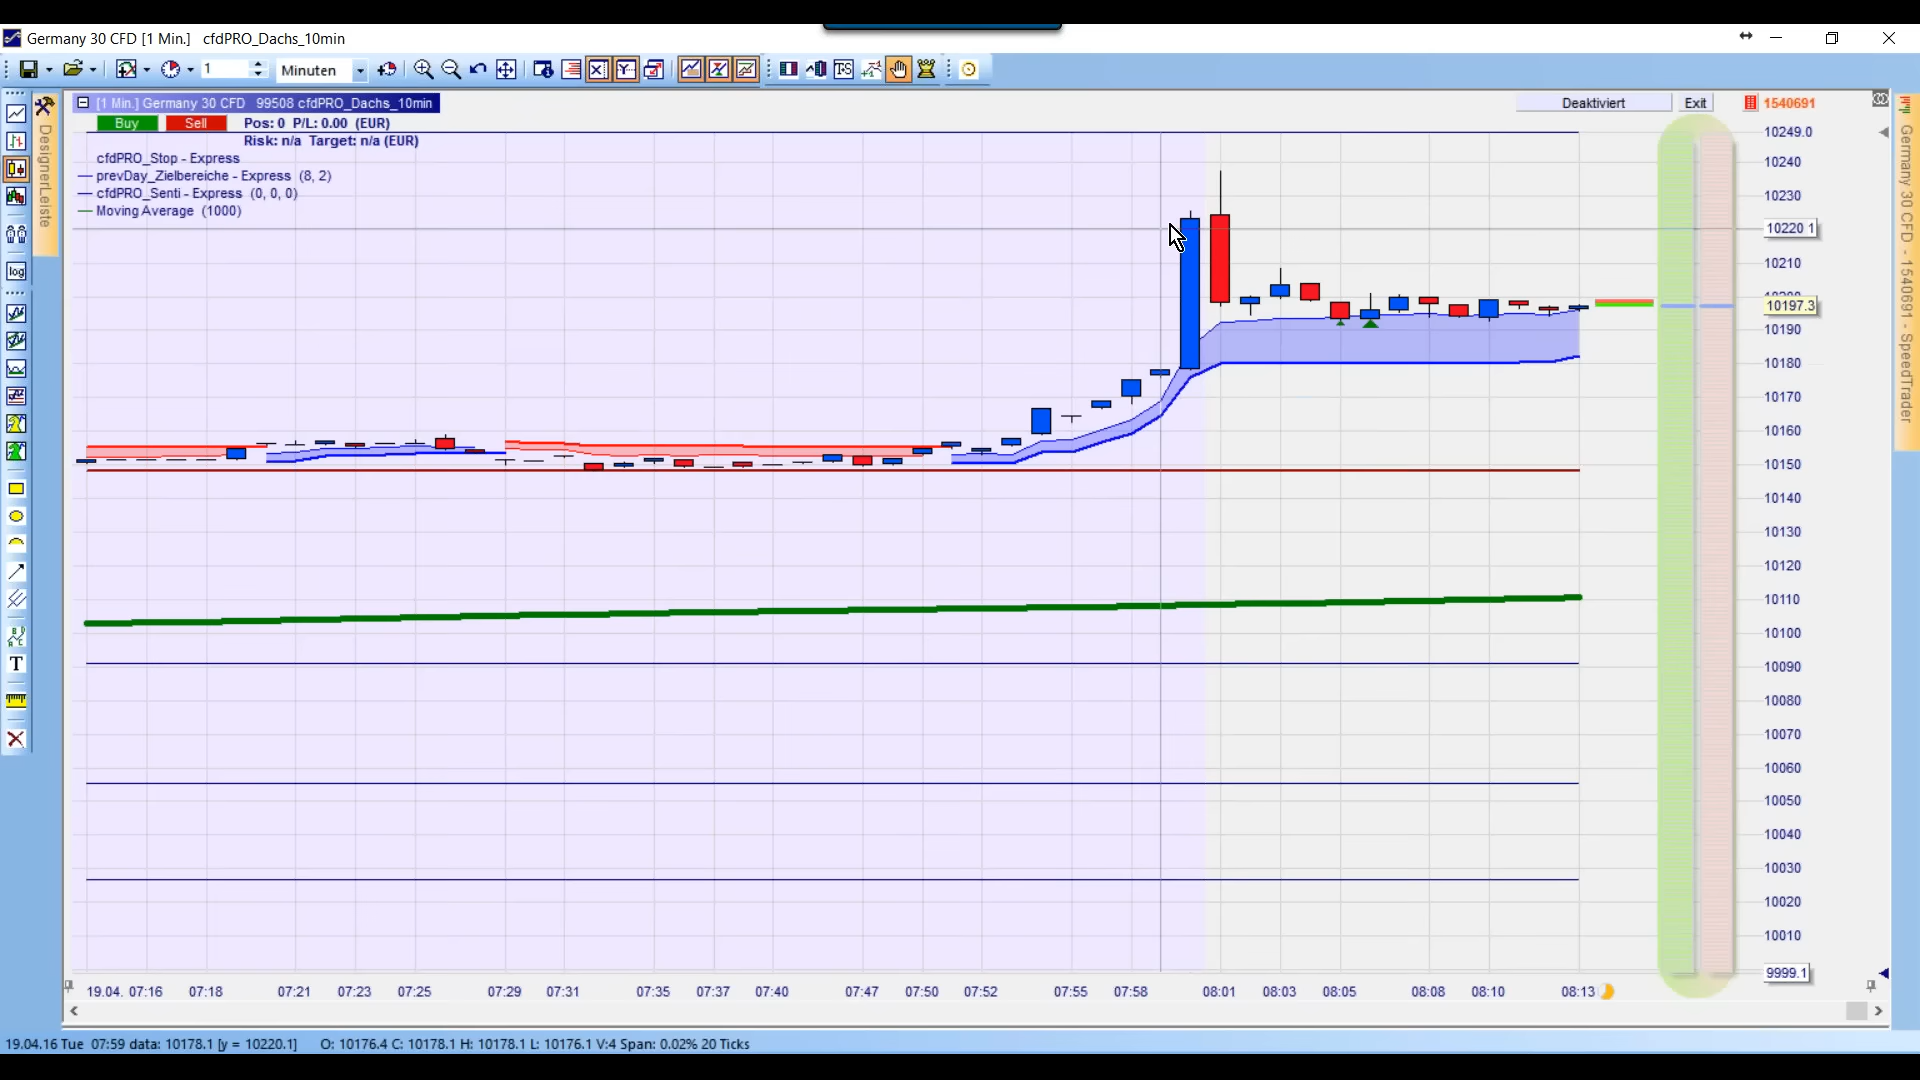 Germany 30 CFD [1 Min.] cfdPRO_Dachs_10min
1 Minuten
T$
DesignerLeiste
[1 Min.] Germany 30 CFD 99508 cfdPRO_Dachs_10min
Deaktiviert Exit 1540691
Buy Sell Pos: 0 P/L: 0.00 (EUR)
Risk: n/a Target: n/a (EUR)
cfdPRO_Stop - Express
prevDay_Zielbereiche - Express (8, 2)
cfdPRO_Senti - Express (0, 0, 0)
Moving Average (1000)
log
T
10249.0
10240
10230
10220 1
10210
10200
10197.3
10190
10180
10170
10160
10150
10140
10130
10120
10110
10100
10090
10080
10070
10060
10050
10040
10030
10020
10010
9999.1
Germany 30 CFD - 1540691 - SpeedTrader
19.04. 07:16 07:18 07:21 07:23 07:25 07:29 07:31 07:35 07:37 07:40 07:47 07:50 07:52 07:55 07:58 08:01 08:03 08:05 08:08 08:10 08:13
19.04.16 Tue 07:59 data: 10178.1 [y = 10220.1] O: 10176.4 C: 10178.1 H: 10178.1 L: 10176.1 V:4 Span: 0.02% 20 Ticks